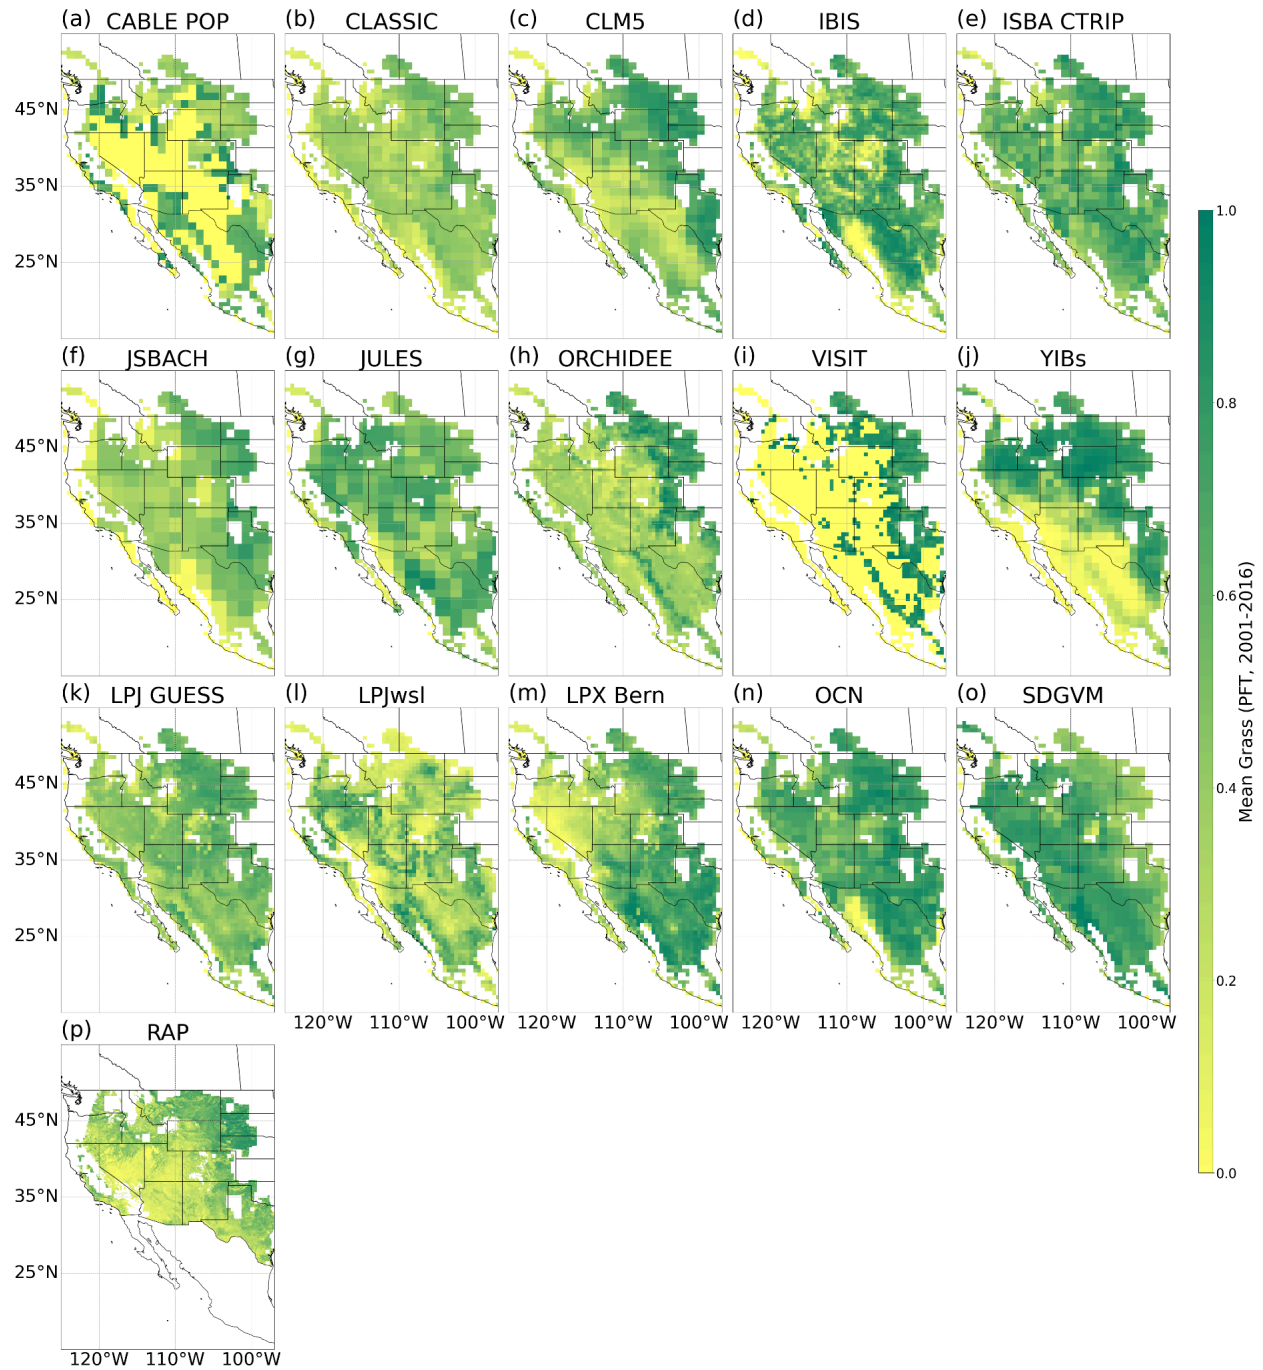 (a) CABLE POP
(b) CLASSIC
(c) CLM5
(d) IBIS
(e) ISBA CTRIP
45°N
35°N
25°N
(f) JSBACH
(g) JULES
(h) ORCHIDEE
(i) VISIT
(j) YIBs
45°N
35°N
25°N
(k) LPJ GUESS
(l) LPJwsl
(m) LPX Bern
(n) OCN
(o) SDGVM
45°N
35°N
25°N
120°W 110°W 100°W
120°W 110°W 100°W
120°W 110°W 100°W
120°W 110°W 100°W
(p) RAP
45°N
35°N
25°N
120°W 110°W 100°W
1.0
0.8
0.6
0.4
0.2
0.0
Mean Grass (PFT, 2001-2016)